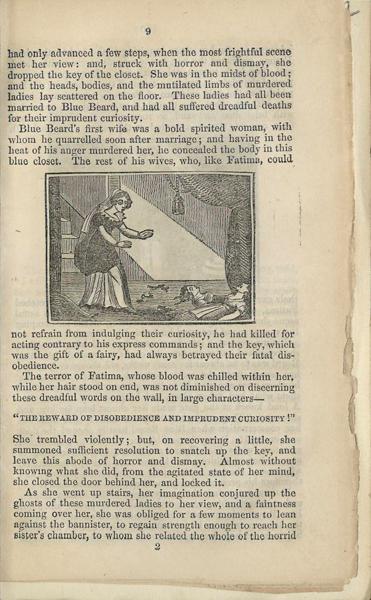 9
had only advanced a few steps, when the most frightful scene
met her view: and, struck with horror and dismay, she
dropped the key of the closet. She was in the midst of blood;
and the heads, bodies, and the mutilated limbs of murdered
ladies lay scattered on the floor. These ladies had all been
married to Blue Beard, and had all suffered dreadful deaths
for their imprudent curiosity.
Blue Beard's first wife was a bold spirited woman, with
whom he quarrelled soon after marriage; and having in the
heat of his anger murdered her, he concealed the body in this
blue closet. The rest of his wives, who, like Fatima, could
not refrain from indulging their curiosity, he had killed for
acting contrary to his express commands; and the key, which
was the gift of a fairy, had always betrayed their fatal dis-
obedience.
The terror of Fatima, whose blood was chilled within her,
while her hair stood on end, was not diminished on discerning
these dreadful words on the wall, in large characters—
"THE REWARD OF DISOBEDIENCE AND IMPRUDENT CURIOSITY!"
She trembled violently; but, on recovering a little, she
summoned sufficient resolution to snatch up the key, and
leave this abode of horror and dismay. Almost without
knowing what she did, from the agitated state of her mind,
she closed the door behind her, and locked it.
As she went up stairs, her imagination conjured up the
ghosts of these murdered ladies to her view, and a faintness
coming over her, she was obliged for a few moments to lean
against the bannister, to regain strength enough to reach her
sister's chamber, to whom she related the whole of the horrid
2